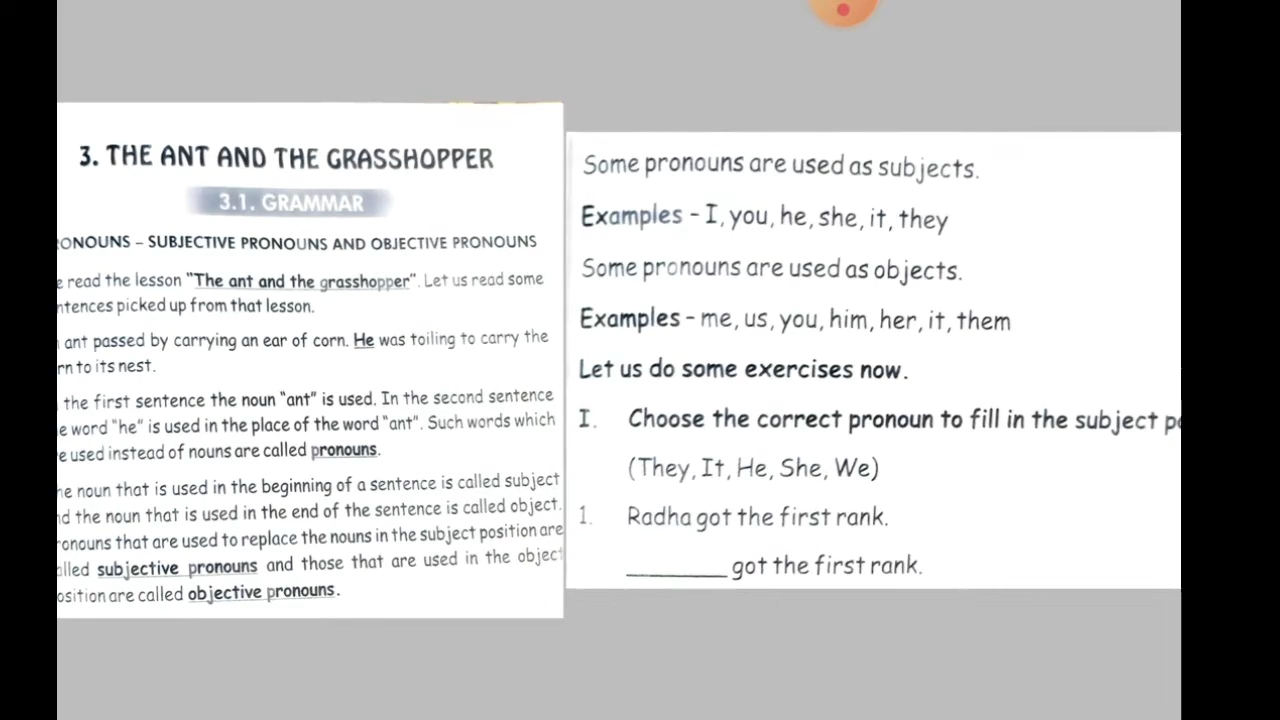 3. THE ANT AND THE GRASSHOPPER
3.1. GRAMMAR
– SUBJECTIVE PRONOUNS AND OBJECTIVE PRONOUNS
read the lesson "The ant and the grasshopper". Let us read some
picked up from that lesson.
ant passed by carrying an ear of corn. He was toiling to carry the
to its nest.
the first sentence the noun "ant" is used. In the second sentence
word "he" is used in the place of the word "ant". Such words which
used instead of nouns are called pronouns.
noun that is used in the beginning of a sentence is called subject
the noun that is used in the end of the sentence is called object.
that are used to replace the nouns in the subject position are
subjective pronouns and those that are used in the object
are called objective pronouns.
Some pronouns are used as subjects.
Examples - I, you, he, she, it, they
Some pronouns are used as objects.
Examples - me, us, you, him, her, it, them
Let us do some exercises now.
I. Choose the correct pronoun to fill in the subject
(They, It, He, She, We)
1. Radha got the first rank.
________ got the first rank.